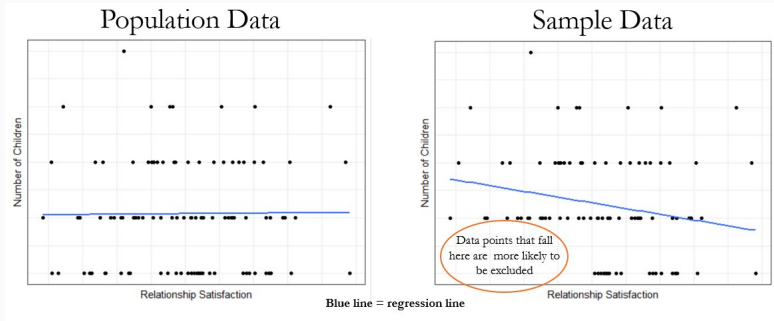 Population Data
Sample Data
Number of Children
Relationship Satisfaction
Number of Children
Data points that fall
here are more likely to
be excluded
Relationship Satisfaction
Blue line = regression line